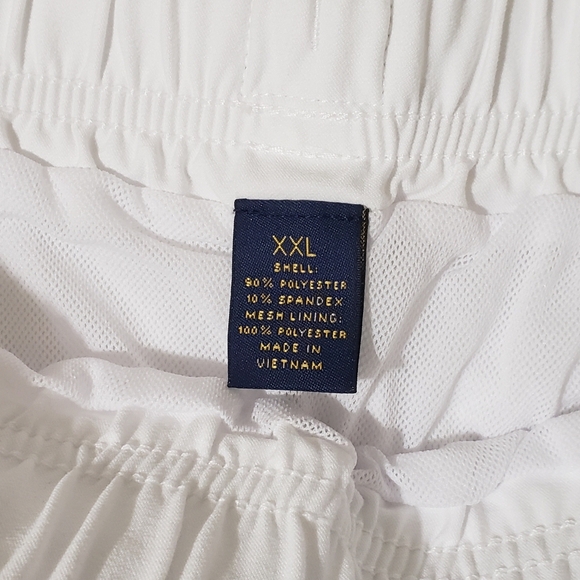 XXL
SHELL:
90% POLYESTER
10% SPANDEX
MESH LINING:
100% POLYESTER
MADE IN
VIETNAM